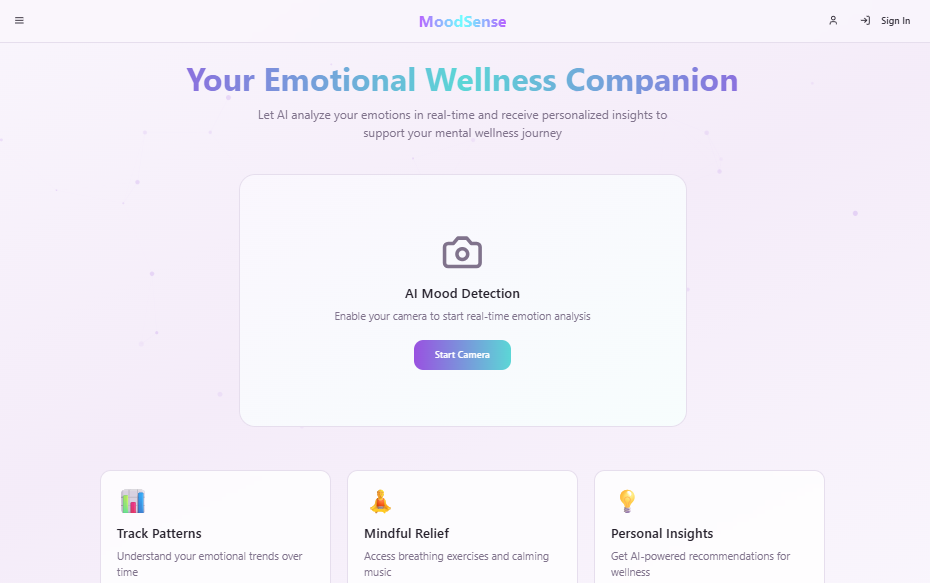 MoodSense
Sign In
Your Emotional Wellness Companion
Let AI analyze your emotions in real-time and receive personalized insights to
support your mental wellness journey
AI Mood Detection
Enable your camera to start real-time emotion analysis
Start Camera
Track Patterns
Understand your emotional trends over
time
Mindful Relief
Access breathing exercises and calming
music
Personal Insights
Get AI-powered recommendations for
wellness